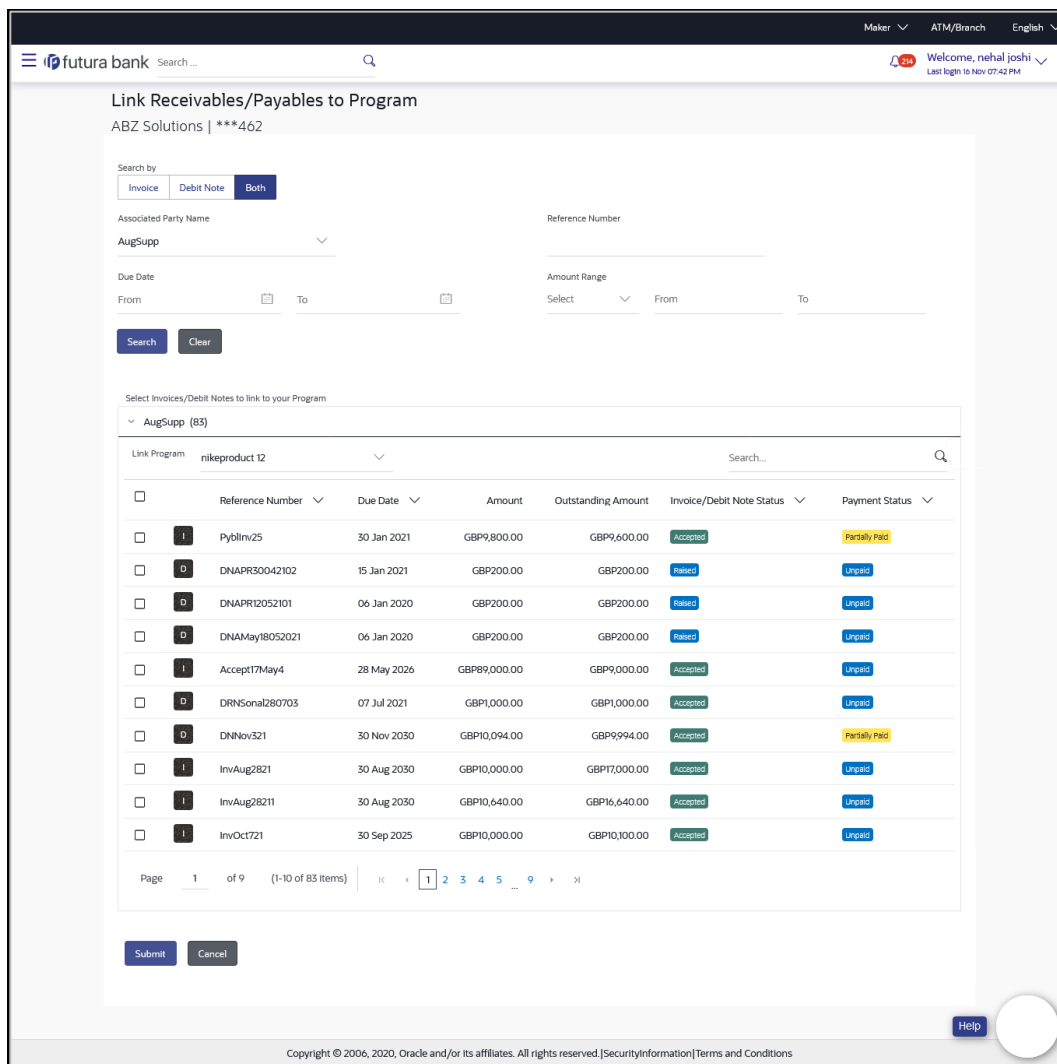 Maker ATM/Branch English
futura bank Search ... 214 Welcome, nehal joshi
Last login 16 Nov 07:42 PM
Link Receivables/Payables to Program
ABZ Solutions | ***462
Search by
Invoice Debit Note Both
Associated Party Name Reference Number
AugSupp
Due Date Amount Range
From To Select From To
Search Clear
Select Invoices/Debit Notes to link to your Program
AugSupp (83)
Link Program nikeproduct 12 Search...
Reference Number Due Date Amount Outstanding Amount Invoice/Debit Note Status Payment Status
I PyblInv25 30 Jan 2021 GBP9,800.00 GBP9,600.00 Accepted Partially Paid
D DNAPR30042102 15 Jan 2021 GBP200.00 GBP200.00 Raised Unpaid
D DNAPR12052101 06 Jan 2020 GBP200.00 GBP200.00 Raised Unpaid
D DNAMay18052021 06 Jan 2020 GBP200.00 GBP200.00 Raised Unpaid
I Accept17May4 28 May 2026 GBP89,000.00 GBP9,000.00 Accepted Unpaid
D DRNSonal280703 07 Jul 2021 GBP1,000.00 GBP1,000.00 Accepted Unpaid
D DNNov321 30 Nov 2030 GBP10,094.00 GBP9,994.00 Accepted Partially Paid
I InvAug2821 30 Aug 2030 GBP10,000.00 GBP17,000.00 Accepted Unpaid
I InvAug28211 30 Aug 2030 GBP10,640.00 GBP16,640.00 Accepted Unpaid
I InvOct721 30 Sep 2025 GBP10,000.00 GBP10,100.00 Accepted Unpaid
Page 1 of 9 (1-10 of 83 items) 1 2 3 4 5 ... 9
Submit Cancel
Help
Copyright © 2006, 2020, Oracle and/or its affiliates. All rights reserved.|SecurityInformation|Terms and Conditions